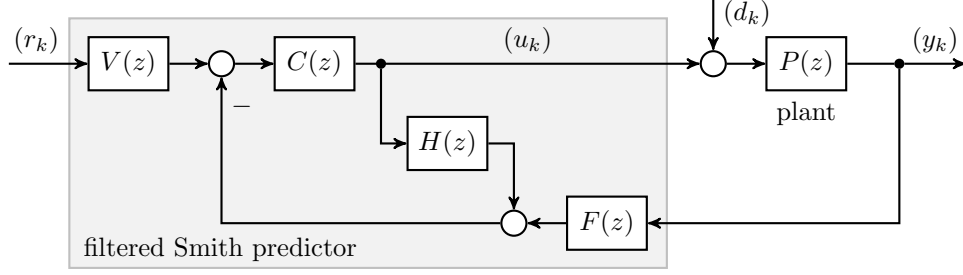 (d_k)
(r_k)
V(z)
C(z)
(u_k)
P(z)
(y_k)
−
plant
H(z)
F(z)
filtered Smith predictor